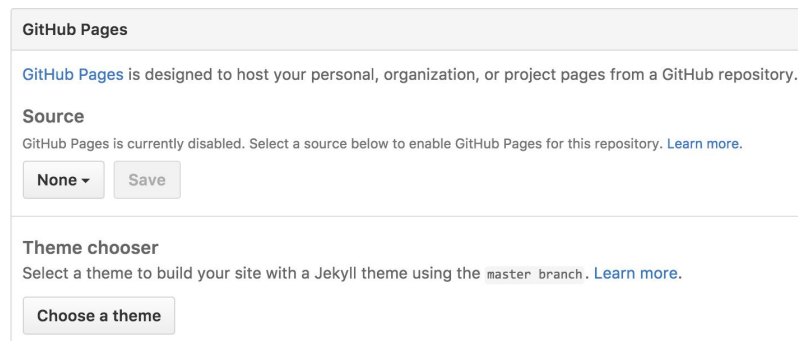 GitHub Pages
GitHub Pages is designed to host your personal, organization, or project pages from a GitHub repository.
Source
GitHub Pages is currently disabled. Select a source below to enable GitHub Pages for this repository. Learn more.
None Save
Theme chooser
Select a theme to build your site with a Jekyll theme using the master branch. Learn more.
Choose a theme